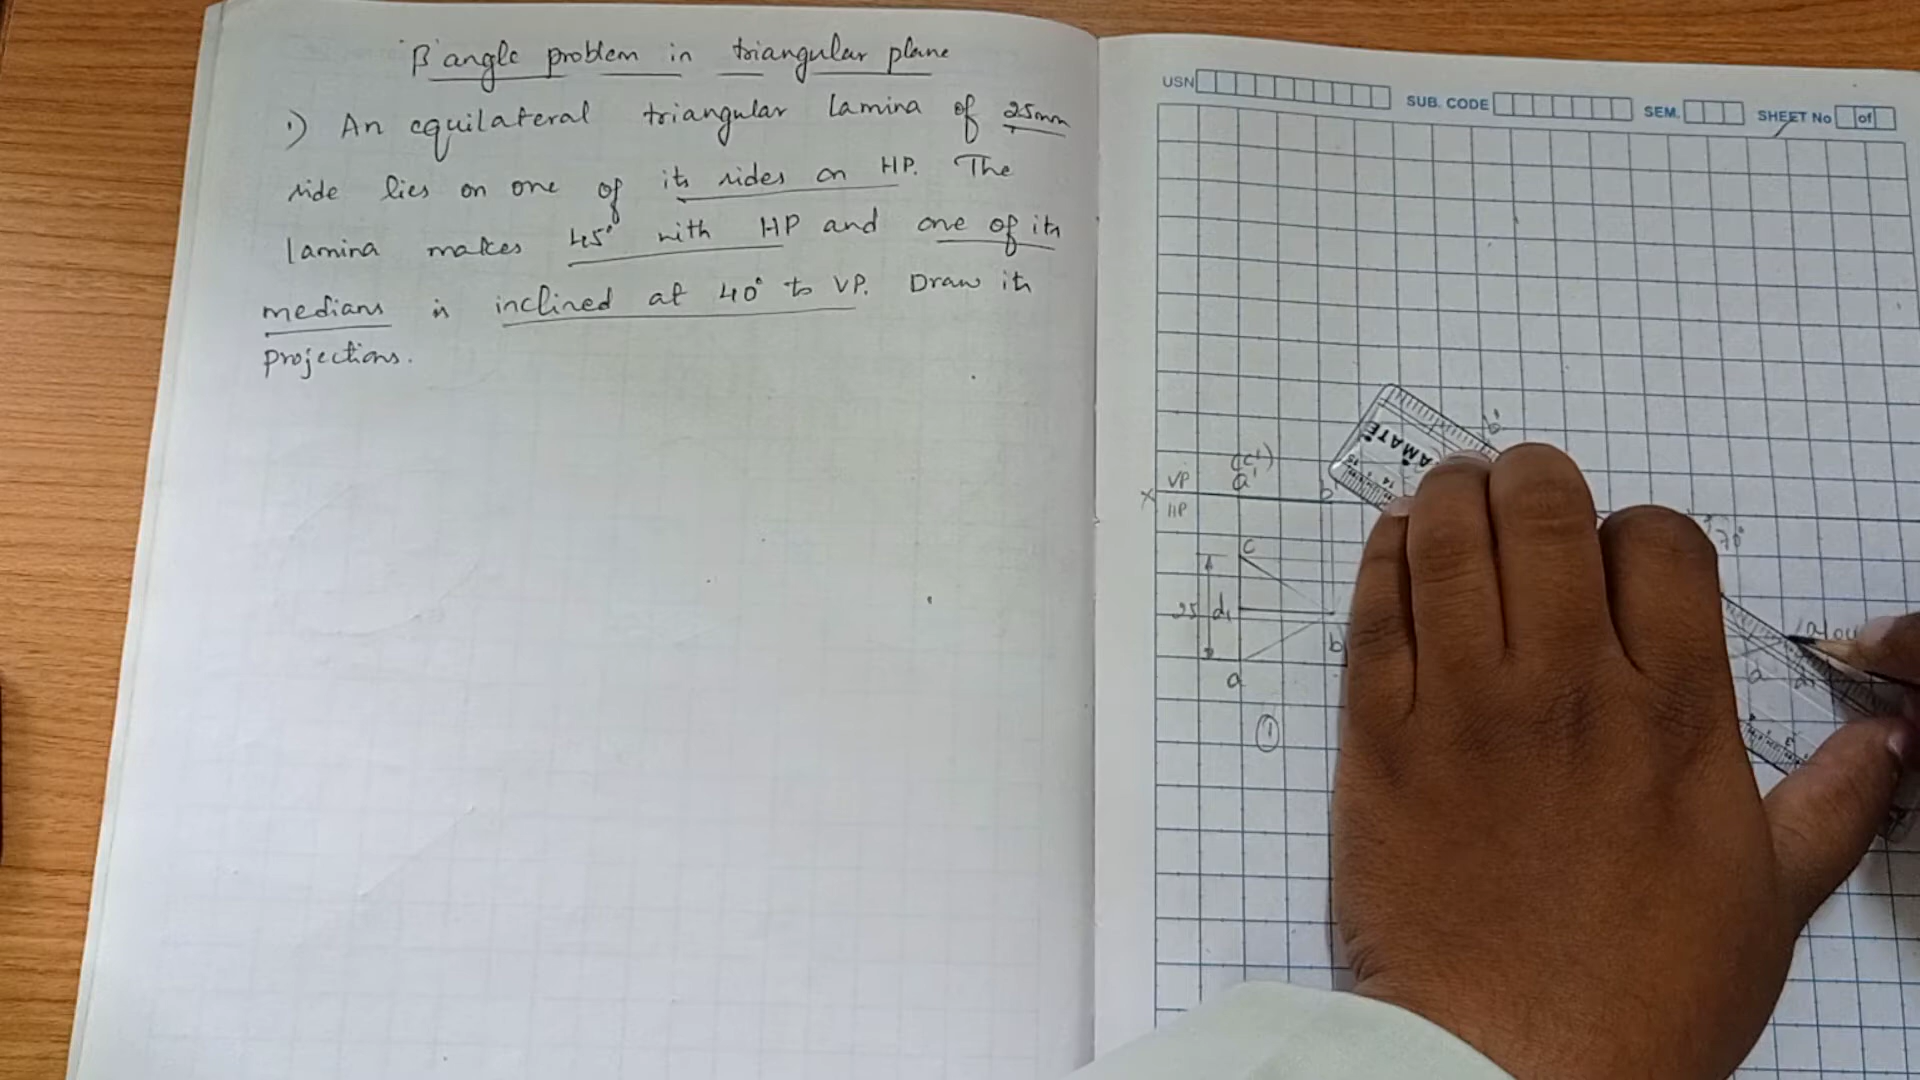 'β' angle problem in triangular plane
1) An equilateral triangular lamina of 25mm
side lies on one of its sides on HP. The
lamina makes 45° with HP and one of its
medians is inclined at 40° to VP. Draw its
projections.
USN
SUB. CODE
SEM.
SHEET No of
(c')
a'
b'
X
VP
HP
c
25
d1
b
a
1
70°
a
d1